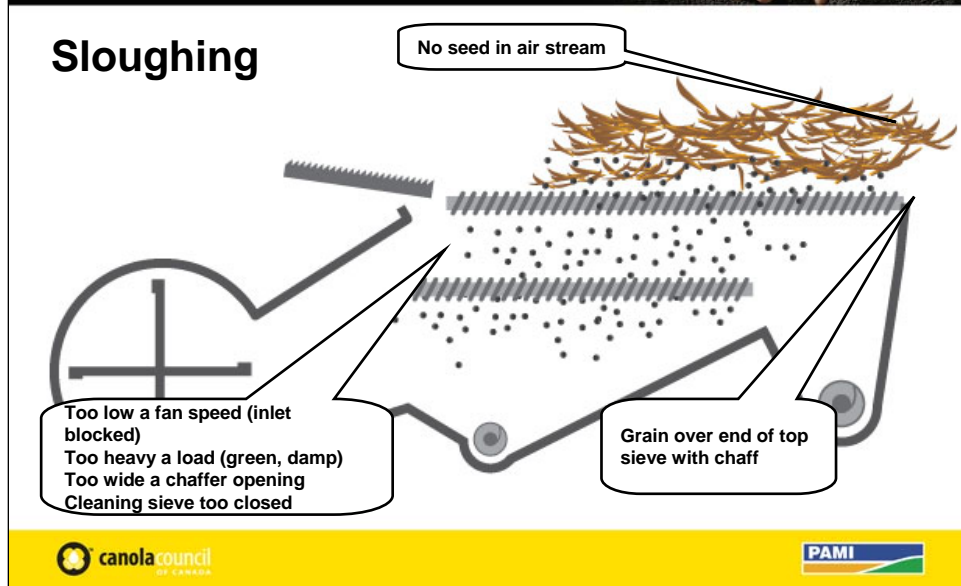 Sloughing
No seed in air stream
Too low a fan speed (inlet
blocked)
Too heavy a load (green, damp)
Too wide a chaffer opening
Cleaning sieve too closed
Grain over end of top
sieve with chaff
canolacouncil
OF CANADA
PAMI